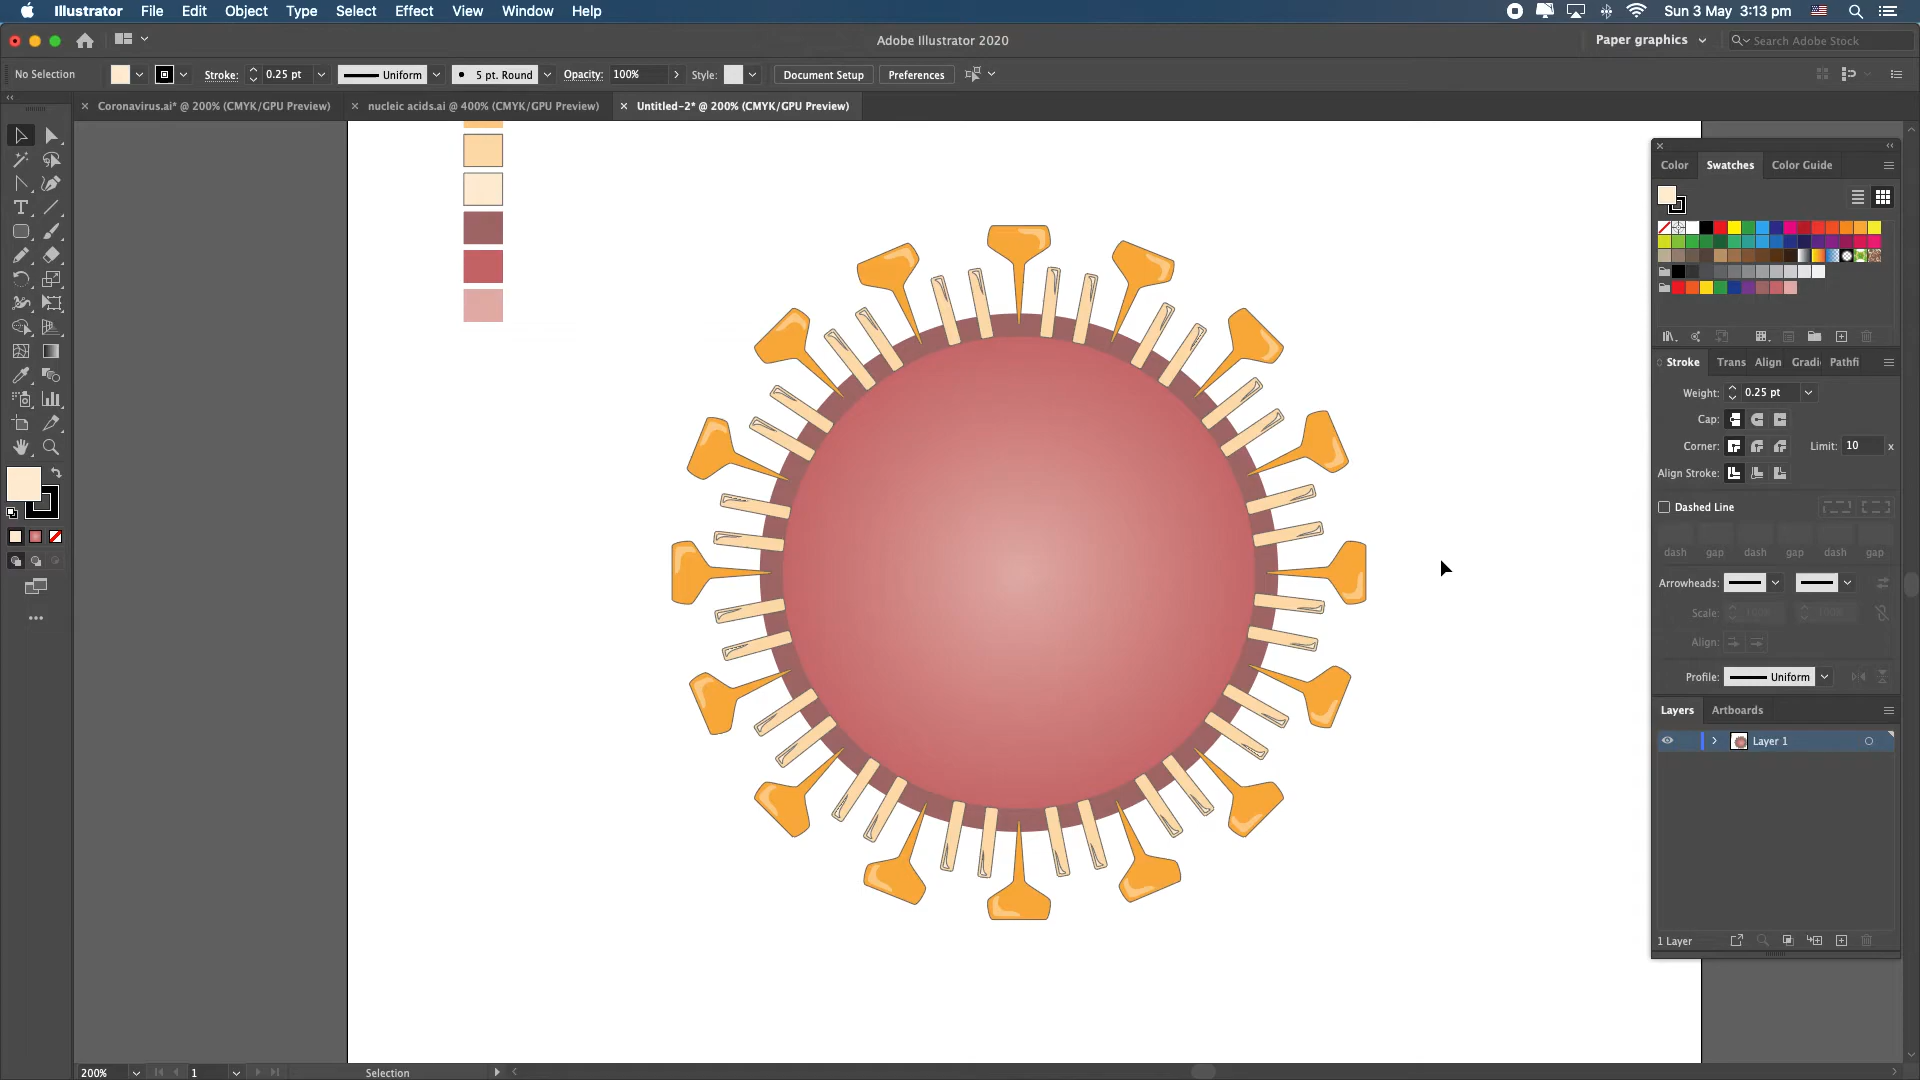 Illustrator File Edit Object Type Select Effect View Window Help
Sun 3 May 3:13 pm
Adobe Illustrator 2020
Paper graphics
Search Adobe Stock
No Selection
Stroke: 0.25 pt
Uniform
5 pt. Round
Opacity: 100%
Style:
Document Setup
Preferences
Coronavirus.ai* @ 200% (CMYK/GPU Preview)
nucleic acids.ai @ 400% (CMYK/GPU Preview)
Untitled-2* @ 200% (CMYK/GPU Preview)
Color Swatches Color Guide
Stroke Trans Align Gradi Pathfi
Weight: 0.25 pt
Cap:
Corner: Limit: 10 x
Align Stroke:
Dashed Line
dash gap dash gap dash gap
Arrowheads:
Scale: 100% 100%
Align:
Profile: Uniform
Layers Artboards
Layer 1
1 Layer
200%
1
Selection